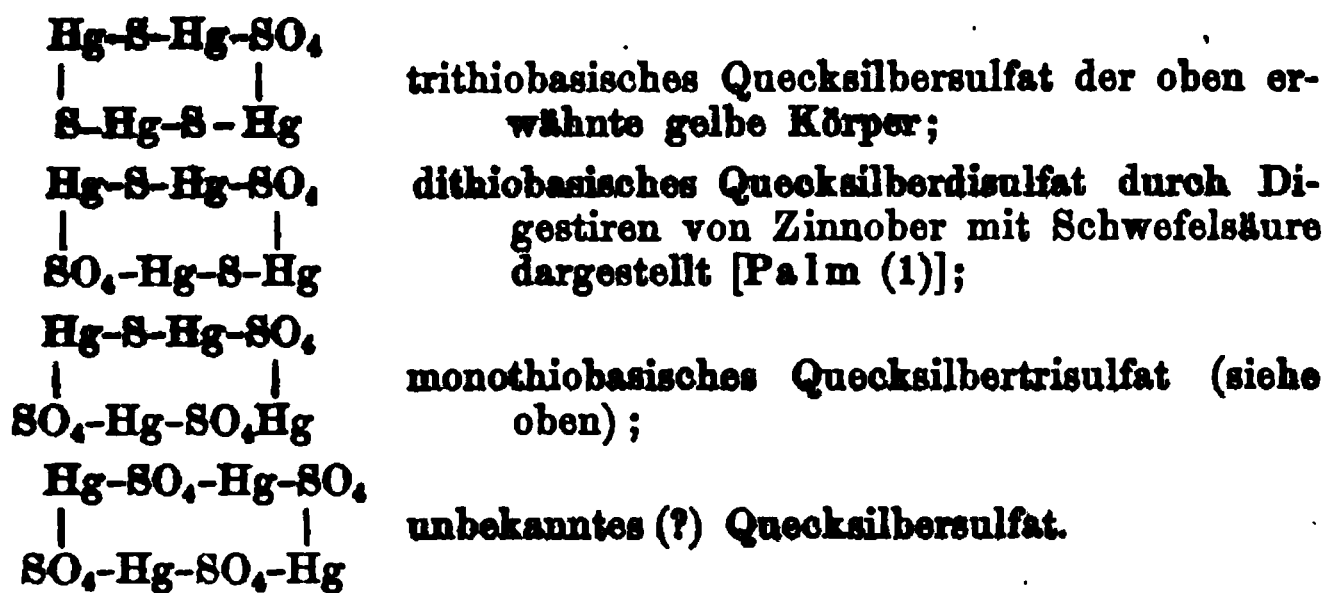 Hg-S-Hg-SO₄
| |
S-Hg-S-Hg
trithiobasisches Quecksilbersulfat der oben er-
wähnte gelbe Körper;
Hg-S-Hg-SO₄
| |
SO₄-Hg-S-Hg
dithiobasisches Quecksilberdisulfat durch Di-
gestiren von Zinnober mit Schwefelsäure
dargestellt [Palm (1)];
Hg-S-Hg-SO₄
| |
SO₄-Hg-SO₄Hg
monothiobasisches Quecksilbertrisulfat (siehe
oben);
Hg-SO₄-Hg-SO₄
| |
SO₄-Hg-SO₄-Hg
unbekanntes (?) Quecksilbersulfat.